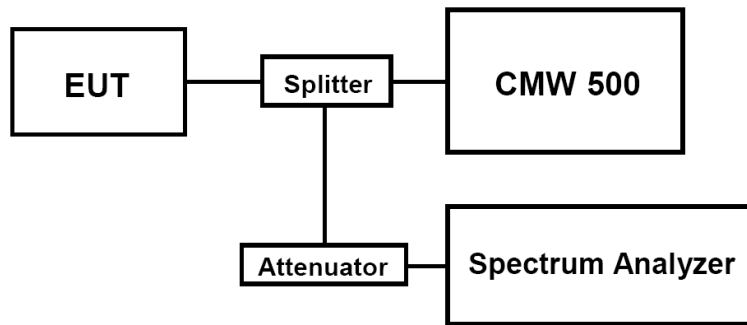 EUT
Splitter
CMW 500
Attenuator
Spectrum Analyzer